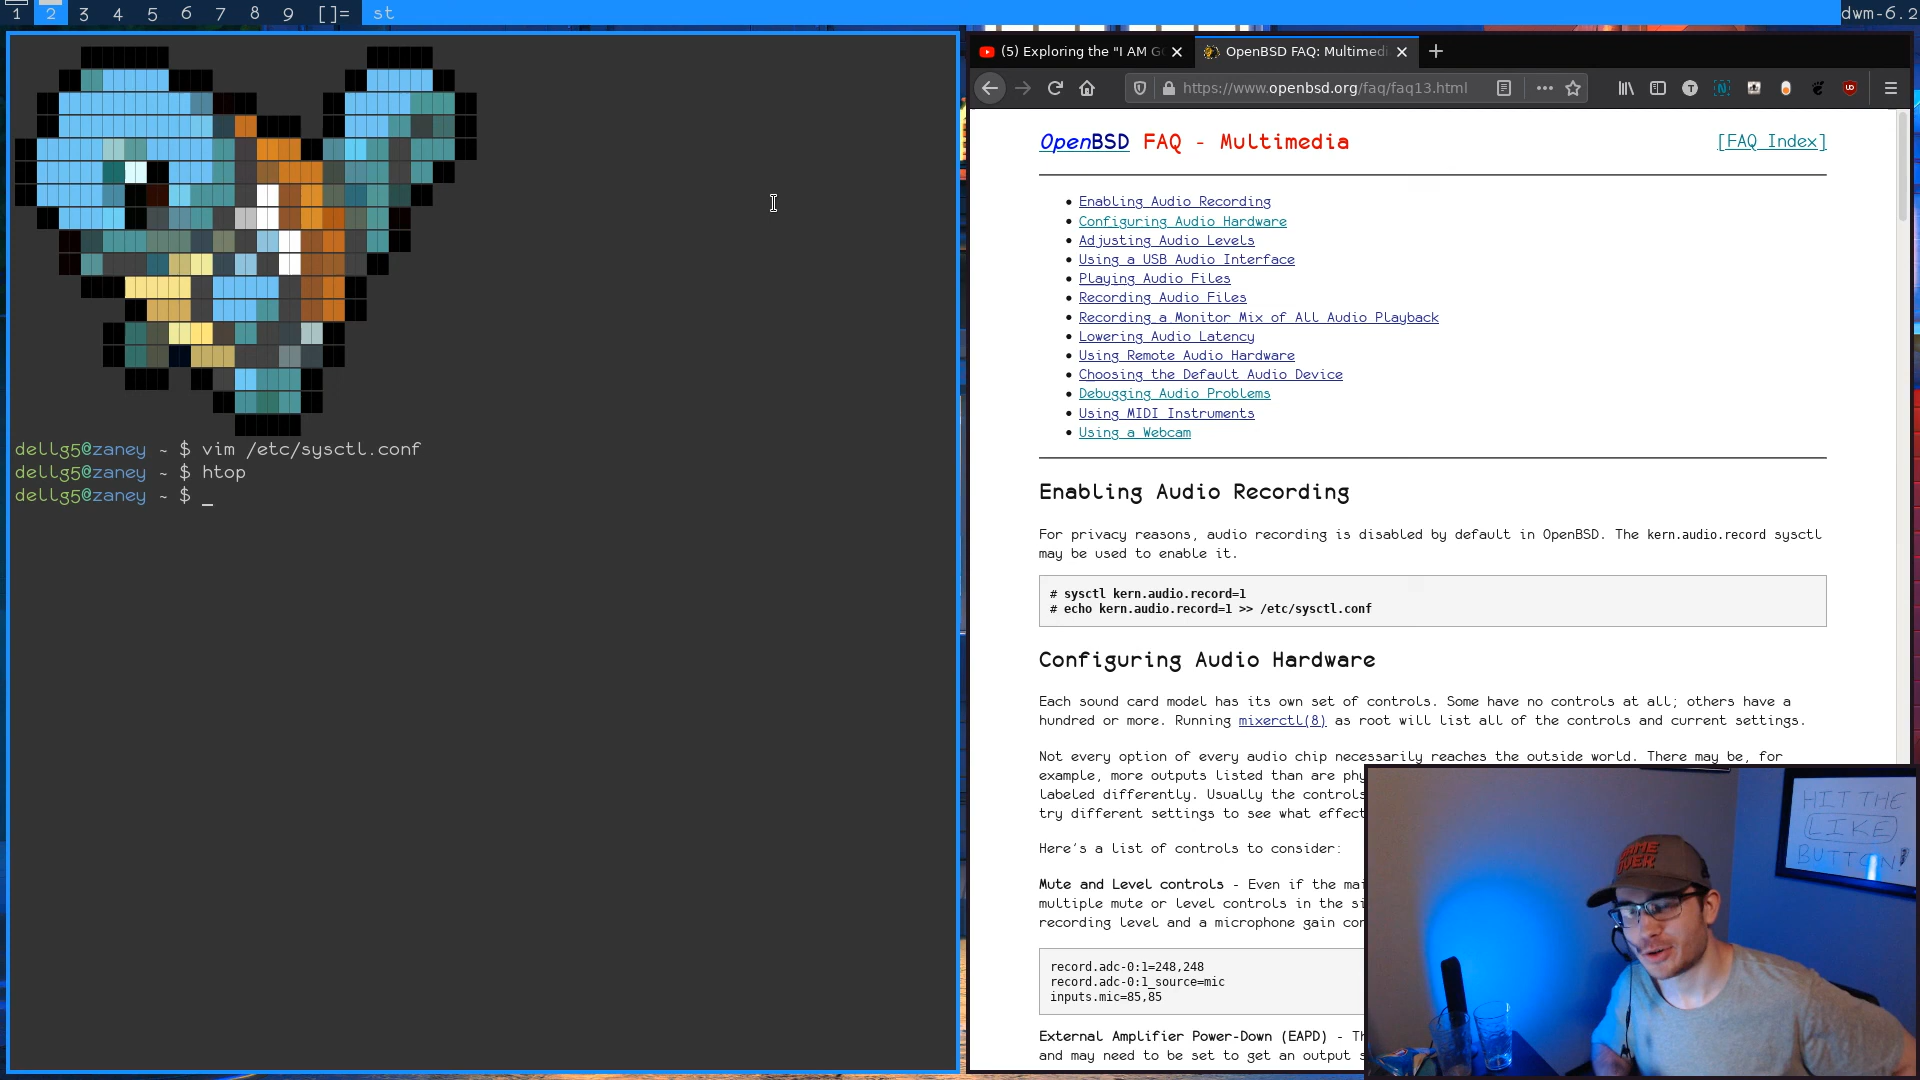 1 2 3 4 5 6 7 8 9 []= st
dwm-6.2
dellg5@zaney ~ $ vim /etc/sysctl.conf
dellg5@zaney ~ $ htop
dellg5@zaney ~ $ _
(5) Exploring the "I AM G
OpenBSD FAQ: Multimedi
https://www.openbsd.org/faq/faq13.html
OpenBSD FAQ - Multimedia
[FAQ Index]
Enabling Audio Recording
Configuring Audio Hardware
Adjusting Audio Levels
Using a USB Audio Interface
Playing Audio Files
Recording Audio Files
Recording a Monitor Mix of All Audio Playback
Lowering Audio Latency
Using Remote Audio Hardware
Choosing the Default Audio Device
Debugging Audio Problems
Using MIDI Instruments
Using a Webcam
Enabling Audio Recording
For privacy reasons, audio recording is disabled by default in OpenBSD. The kern.audio.record sysctl
may be used to enable it.
# sysctl kern.audio.record=1
# echo kern.audio.record=1 >> /etc/sysctl.conf
Configuring Audio Hardware
Each sound card model has its own set of controls. Some have no controls at all; others have a
hundred or more. Running mixerctl(8) as root will list all of the controls and current settings.
Not every option of every audio chip necessarily reaches the outside world. There may be, for
example, more outputs listed than are phy
labeled differently. Usually the controls
try different settings to see what effect
Here's a list of controls to consider:
Mute and Level controls - Even if the mai
multiple mute or level controls in the si
recording level and a microphone gain con
record.adc-0:1=248,248
record.adc-0:1_source=mic
inputs.mic=85,85
External Amplifier Power-Down (EAPD) - Th
and may need to be set to get an output s
HIT THE
LIKE
BUTTON!
GAME
OVER